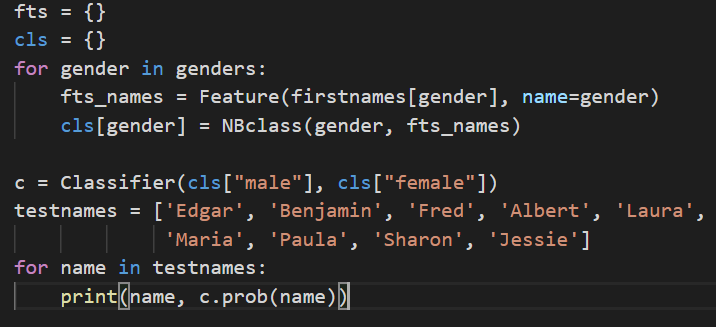 fts = {}
cls = {}
for gender in genders:
    fts_names = Feature(firstnames[gender], name=gender)
    cls[gender] = NBclass(gender, fts_names)

c = Classifier(cls["male"], cls["female"])
testnames = ['Edgar', 'Benjamin', 'Fred', 'Albert', 'Laura',
             'Maria', 'Paula', 'Sharon', 'Jessie']
for name in testnames:
    print(name, c.prob(name))